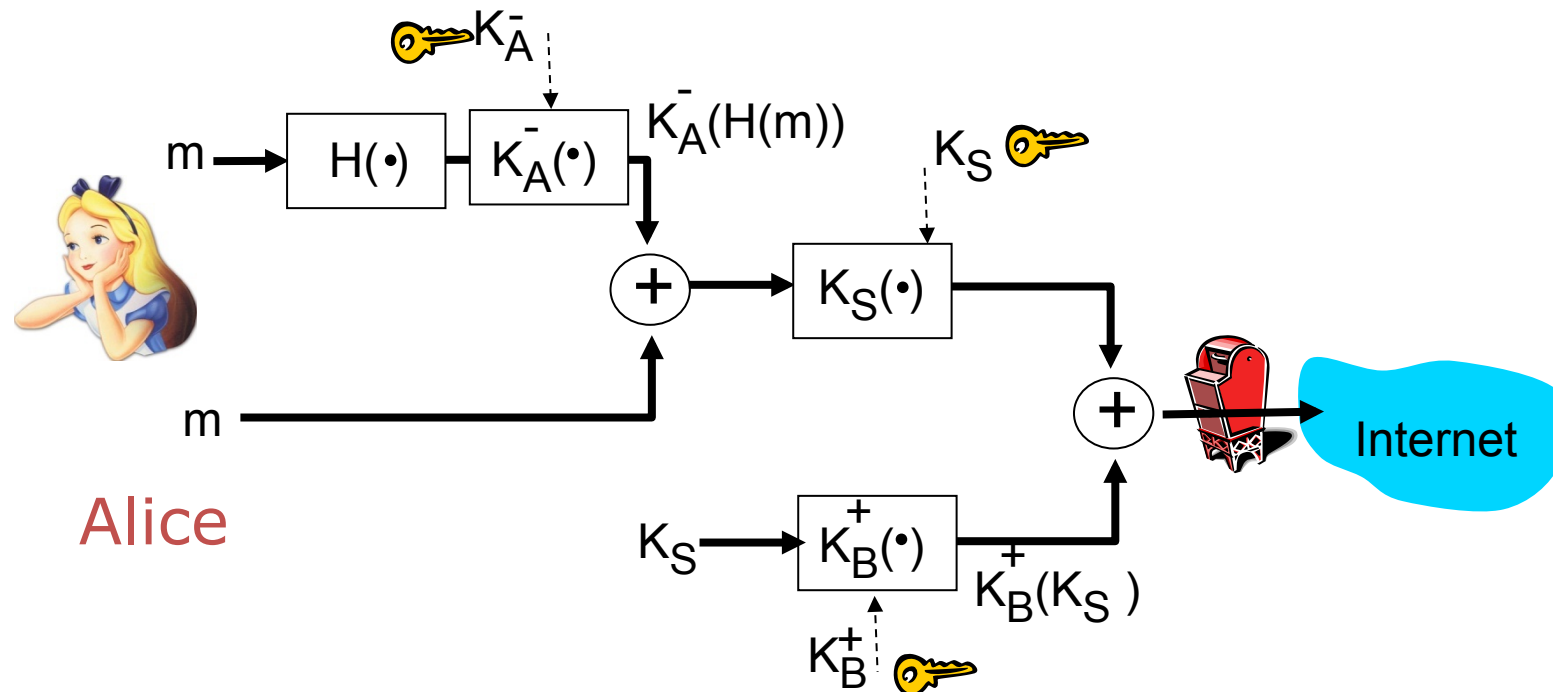 K⁻A
K⁻A(H(m))
m
H(•)
K⁻A(•)
KS
+
KS(•)
m
+
Internet
Alice
KS
K⁺B(•)
K⁺B(KS )
K⁺B